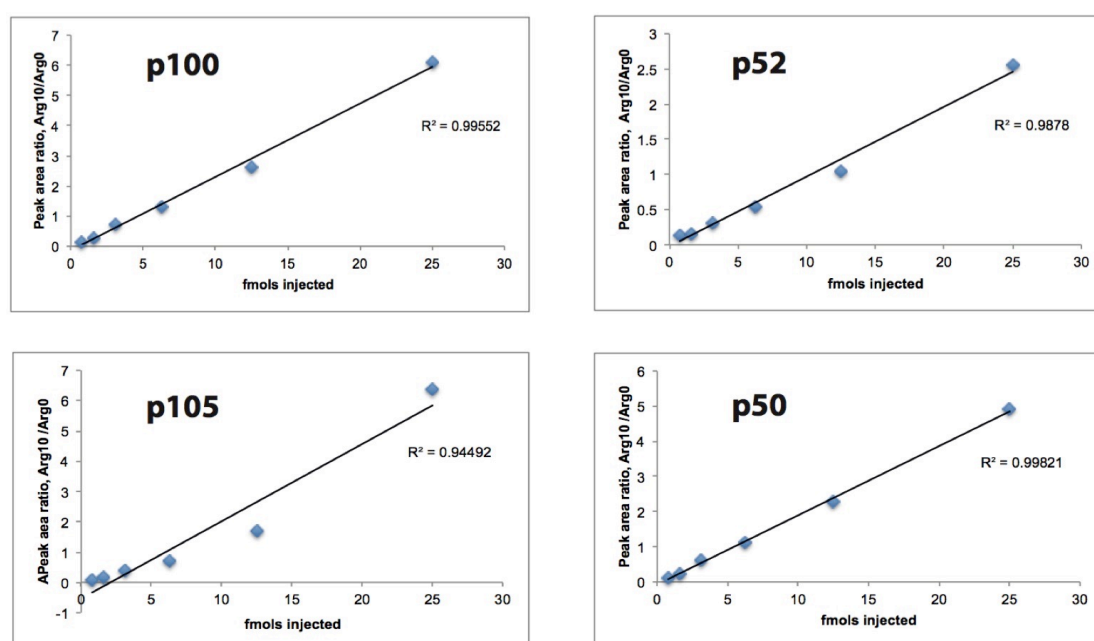 p100
Peak area ratio, Arg10/Arg0
7
6
5
4
3
2
1
0
R² = 0.99552
0 5 10 15 20 25 30
fmols injected
p52
Peak area ratio, Arg10/Arg0
3
2.5
2
1.5
1
0.5
0
R² = 0.9878
0 5 10 15 20 25 30
fmols injected
p105
APeak aea ratio, Arg10 /Arg0
7
6
5
4
3
2
1
0
-1
R² = 0.94492
0 5 10 15 20 25 30
fmols injected
p50
Peak area ratio, Arg10 /Arg0
6
5
4
3
2
1
0
R² = 0.99821
0 5 10 15 20 25 30
fmols injected